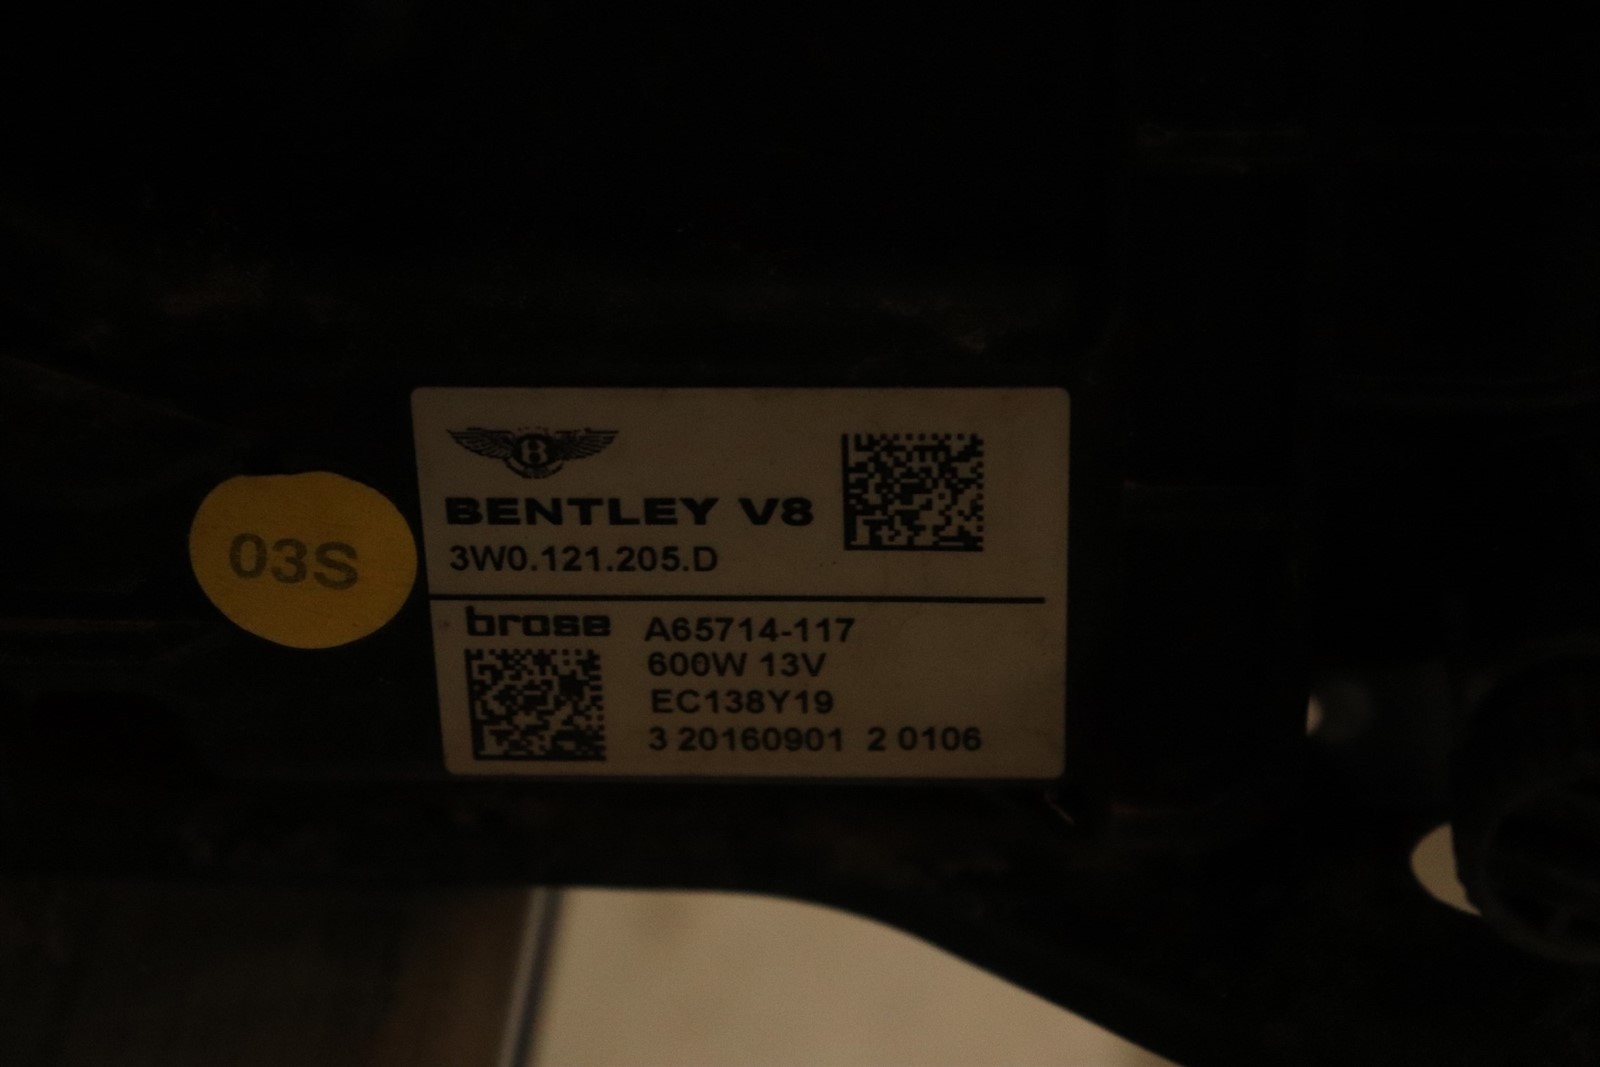 BENTLEY V8
3W0.121.205.D
03S
brose
A65714-117
600W 13V
EC138Y19
3 20160901 2 0106